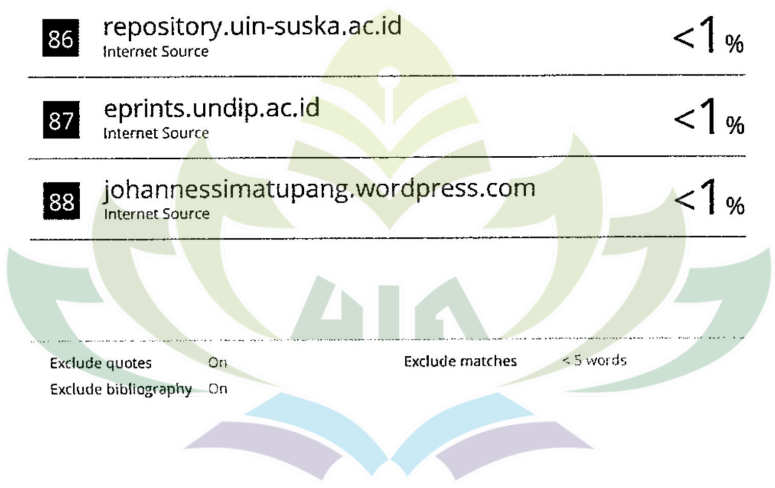 86 repository.uin-suska.ac.id <1%
Internet Source
87 eprints.undip.ac.id <1%
Internet Source
88 johannessimatupang.wordpress.com <1%
Internet Source
UIN
Exclude quotes On Exclude matches < 5 words
Exclude bibliography On